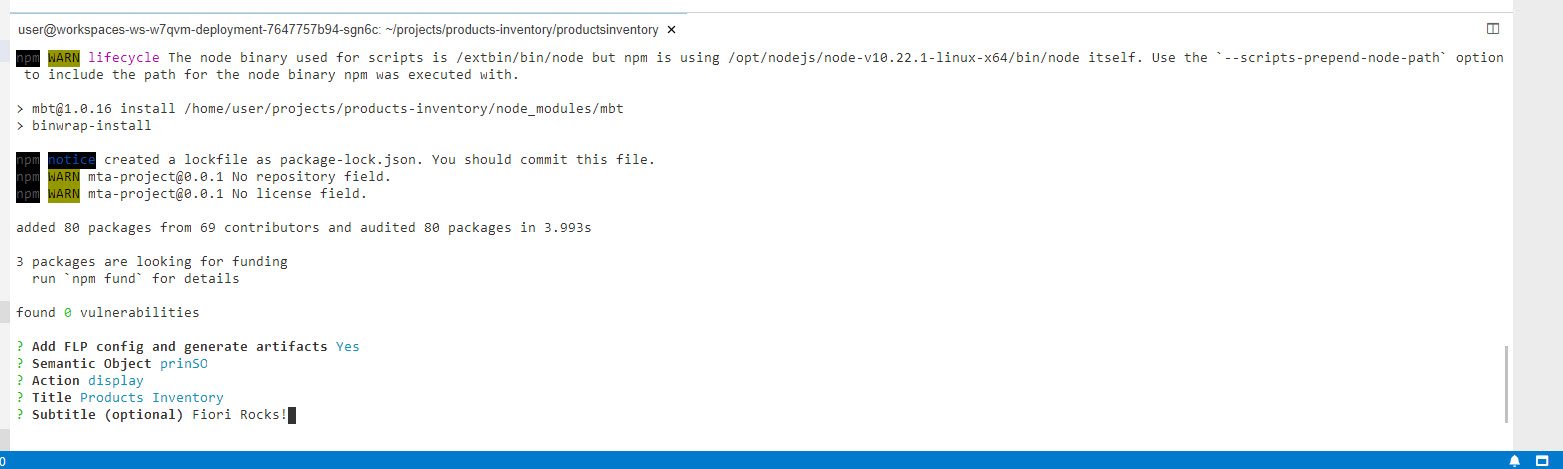 user@workspaces-ws-w7qvm-deployment-7647757b94-sgn6c: ~/projects/products-inventory/productsinventory ×
npm WARN lifecycle The node binary used for scripts is /extbin/bin/node but npm is using /opt/nodejs/node-v10.22.1-linux-x64/bin/node itself. Use the `--scripts-prepend-node-path` option
to include the path for the node binary npm was executed with.
> mbt@1.0.16 install /home/user/projects/products-inventory/node_modules/mbt
> binwrap-install
npm notice created a lockfile as package-lock.json. You should commit this file.
npm WARN mta-project@0.0.1 No repository field.
npm WARN mta-project@0.0.1 No license field.
added 80 packages from 69 contributors and audited 80 packages in 3.993s
3 packages are looking for funding
run `npm fund` for details
found 0 vulnerabilities
? Add FLP config and generate artifacts Yes
? Semantic Object prinSO
? Action display
? Title Products Inventory
? Subtitle (optional) Fiori Rocks!
0